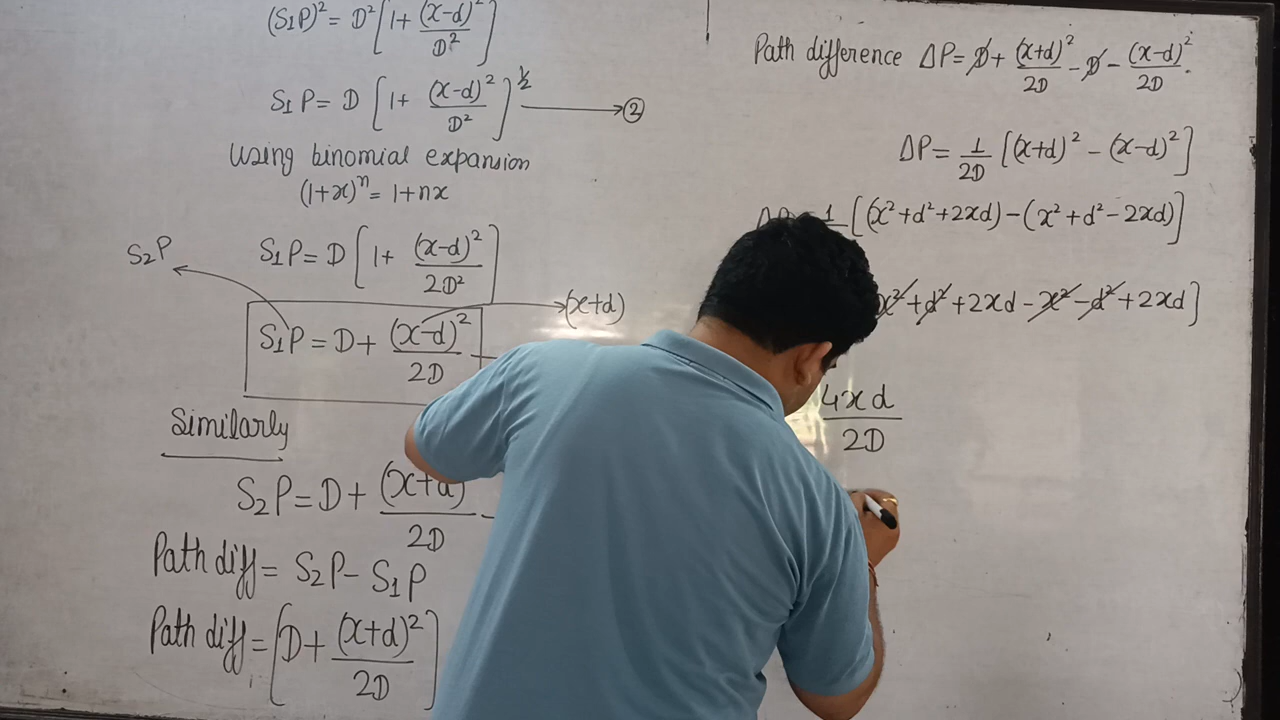 (S₁P)² = D² [1 + (x-d)²/D²]
S₁P = D [1 + (x-d)²/D²]^½ → ②
Using binomial expansion
(1+x)ⁿ = 1+nx
S₁P = D [1 + (x-d)²/2D²]
S₂P
S₁P = D + (x-d)²/2D → (x+d)
Similarly
S₂P = D + (x+d)/2D
Path diff = S₂P - S₁P
Path diff = [D + (x+d)²/2D]
Path difference ΔP = D + (x+d)²/2D - D - (x-d)²/2D.
ΔP = 1/2D [(x+d)² - (x-d)²]
[(x²+d²+2xd) - (x²+d²-2xd)]
x² + d² + 2xd - x² - d² + 2xd]
4xd/2D